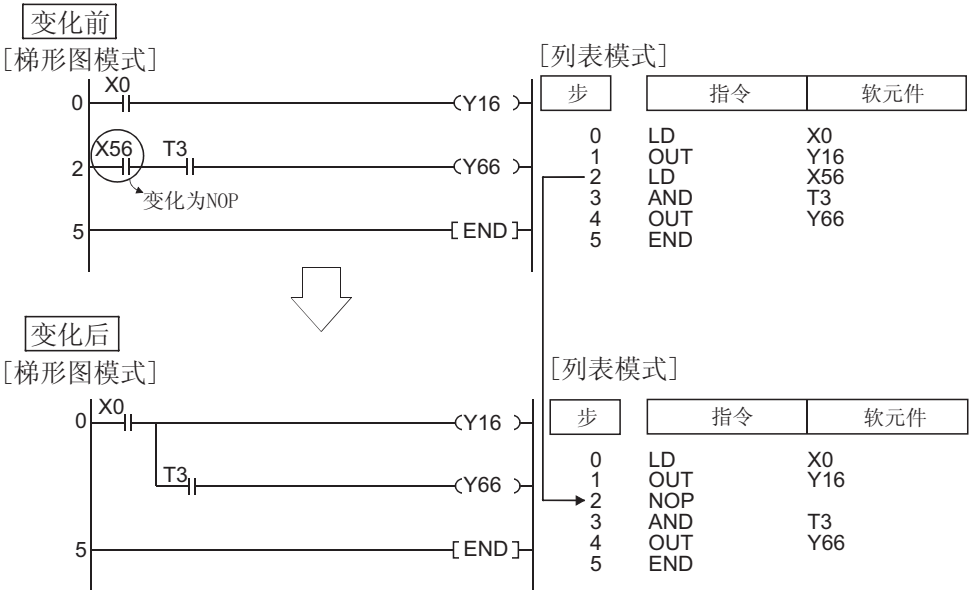 变化前
[梯形图模式]
X0
0
Y16
X56
T3
2
Y66
变化为NOP
5
END
[列表模式]
步 指令 软元件
0 LD X0
1 OUT Y16
2 LD X56
3 AND T3
4 OUT Y66
5 END
变化后
[梯形图模式]
X0
0
Y16
T3
Y66
5
END
[列表模式]
步 指令 软元件
0 LD X0
1 OUT Y16
2 NOP
3 AND T3
4 OUT Y66
5 END